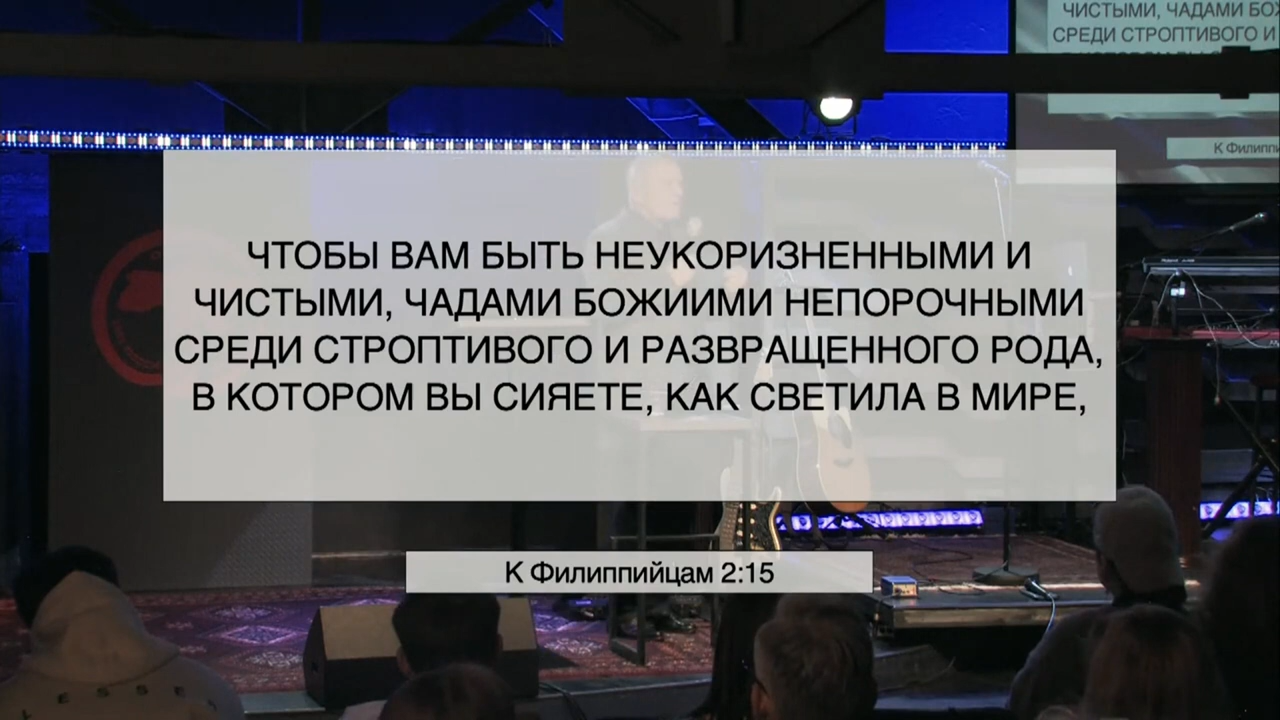 ЧИСТЫМИ, ЧАДАМИ
СРЕДИ СТРОПТИВОГО И
К Филиппи
ЧТОБЫ ВАМ БЫТЬ НЕУКОРИЗНЕННЫМИ И
ЧИСТЫМИ, ЧАДАМИ БОЖИИМИ НЕПОРОЧНЫМИ
СРЕДИ СТРОПТИВОГО И РАЗВРАЩЕННОГО РОДА,
В КОТОРОМ ВЫ СИЯЕТЕ, КАК СВЕТИЛА В МИРЕ,
К Филиппийцам 2:15